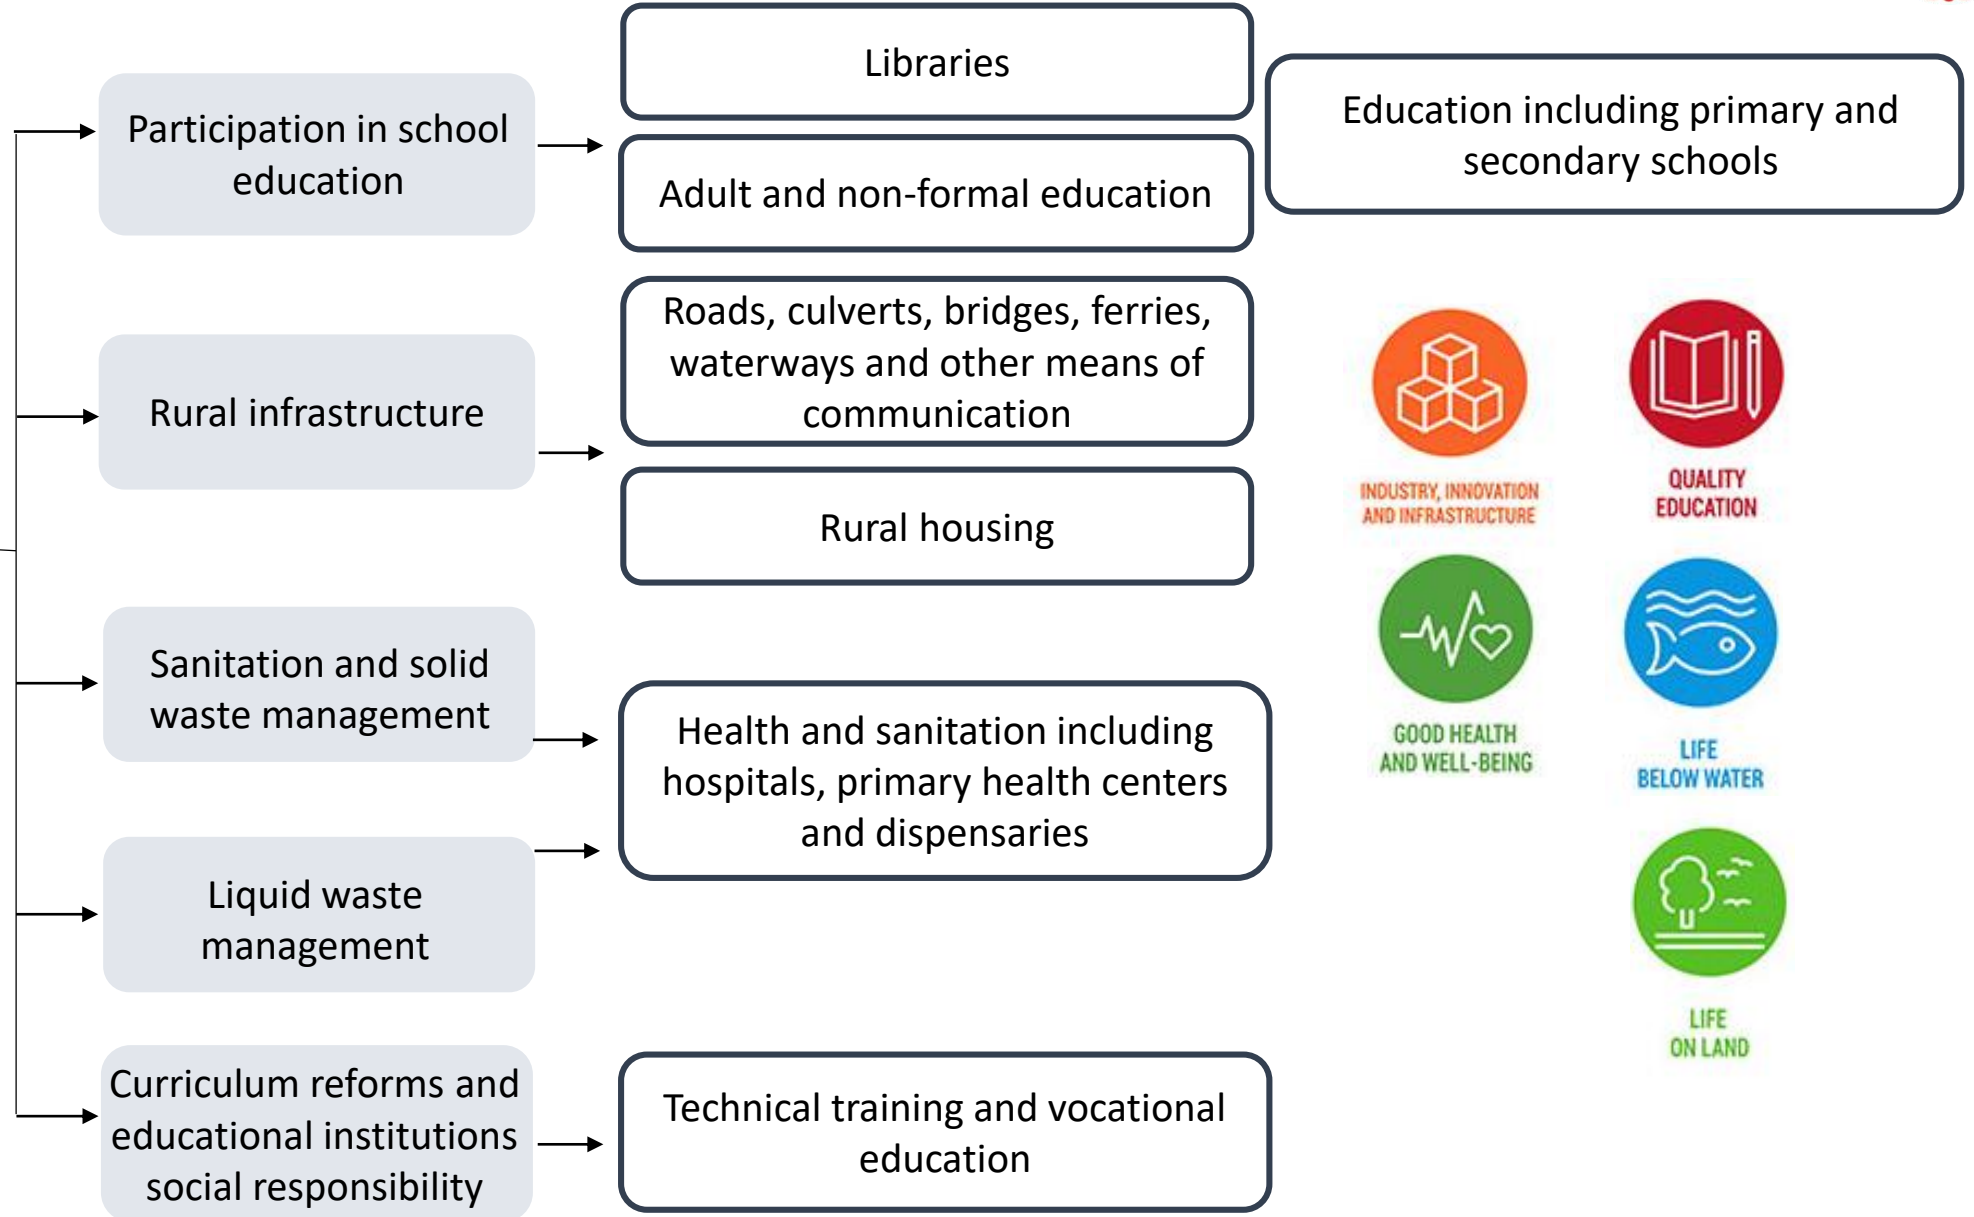 Libraries
Education including primary and
secondary schools
Participation in school
education
Adult and non-formal education
Roads, culverts, bridges, ferries,
waterways and other means of
communication
Rural infrastructure
Rural housing
INDUSTRY, INNOVATION
AND INFRASTRUCTURE
QUALITY
EDUCATION
Sanitation and solid
waste management
Health and sanitation including
hospitals, primary health centers
and dispensaries
GOOD HEALTH
AND WELL-BEING
LIFE
BELOW WATER
Liquid waste
management
LIFE
ON LAND
Curriculum reforms and
educational institutions
social responsibility
Technical training and vocational
education